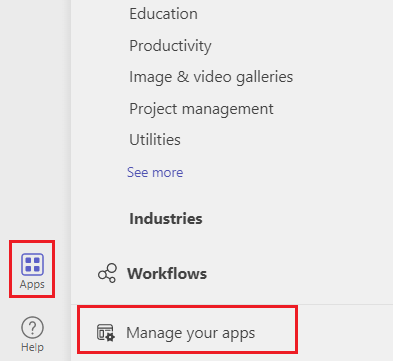 Education
Productivity
Image & video galleries
Project management
Utilities
See more
Industries
Workflows
Apps
Manage your apps
Help